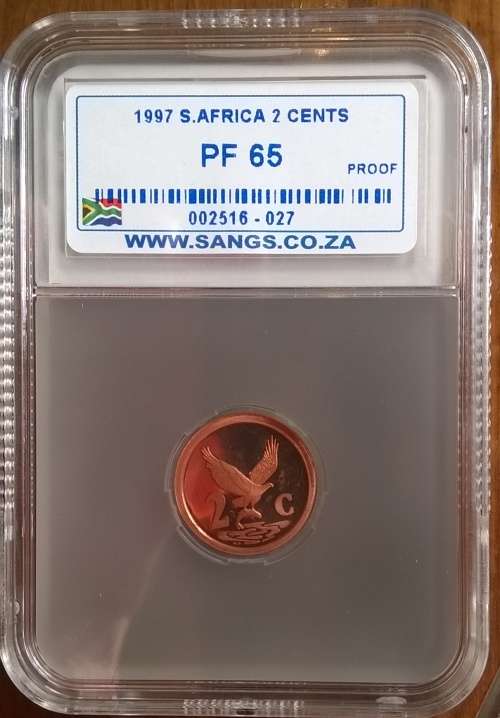 1997 S.AFRICA 2 CENTS
PF 65
PROOF
002516 - 027
WWW.SANGS.CO.ZA
2 C